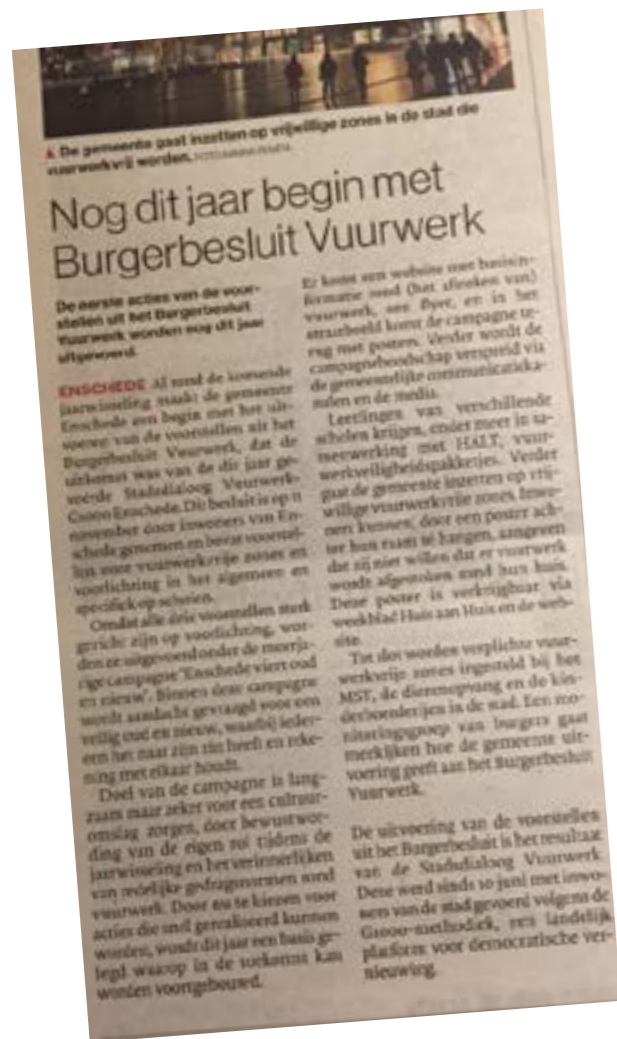 ▲ De gemeente gaat inzetten op vrijwillige zones in de stad die
vuurwerkvrij worden.
Nog dit jaar begin met
Burgerbesluit Vuurwerk
De eerste acties van de voor-
stellen uit het Burgerbesluit
Vuurwerk worden nog dit jaar
uitgevoerd.
ENSCHEDE Al rond de komende
jaarwisseling maakt de gemeente
Enschede een begin met het uit-
voeren van de voorstellen uit het
Burgerbesluit Vuurwerk, dat de
uitkomst was van de dit jaar ge-
voerde Stadsdialoog Vuurwerk-
G1000 Enschede. Dit besluit is op 11
november door inwoners van En-
schede genomen en bevat voorstel-
len voor vuurwerkvrije zones en
voorlichting in het algemeen en
specifiek op scholen.
Omdat alle drie voorstellen sterk
gericht zijn op voorlichting, wor-
den ze uitgevoerd onder de meerja-
rige campagne 'Enschede viert oud
en nieuw'. Binnen deze campagne
wordt aandacht gevraagd voor een
veilig oud en nieuw, waarbij ieder-
een het naar zijn zin heeft en reke-
ning met elkaar houdt.
Doel van de campagne is lang-
zaam maar zeker voor een cultuur-
omslag zorgen, door bewustwor-
ding van de eigen rol tijdens de
jaarwisseling en het verinnerlijken
van redelijke gedragsnormen rond
vuurwerk. Door nu te kiezen voor
acties die snel gerealiseerd kunnen
worden, wordt dit jaar een basis ge-
legd waarop in de toekomst kan
worden voortgebouwd.
Er komt een website met basisin-
formatie rond (het afsteken van)
vuurwerk, een flyer, en in het
straatbeeld komt de campagne te-
rug met posters. Verder wordt de
campagneboodschap verspreid via
de gemeentelijke communicatieka-
nalen en de media.
Leerlingen van verschillende
scholen krijgen, onder meer in sa-
menwerking met HALT, vuur-
werkveiligheidspakketjes. Verder
gaat de gemeente inzetten op vrij-
willige vuurwerkvrije zones. Inwo-
ners kunnen, door een poster ach-
ter hun raam te hangen, aangeven
dat zij niet willen dat er vuurwerk
wordt afgestoken rond hun huis.
Deze poster is verkrijgbaar via
weekblad Huis aan Huis en de web-
site.
Tot slot worden verplichte vuur-
werkvrije zones ingesteld bij het
MST, de dierenopvang en de kin-
derboerderijen in de stad. Een mo-
nitoringsgroep van burgers gaat
meekijken hoe de gemeente uit-
voering geeft aan het Burgerbesluit
Vuurwerk.
De uitvoering van de voorstellen
uit het Burgerbesluit is het resultaat
van de Stadsdialoog Vuurwerk.
Deze werd sinds 10 juni met inwo-
ners van de stad gevoerd volgens de
G1000-methodiek, een landelijk
platform voor democratische ver-
nieuwing.